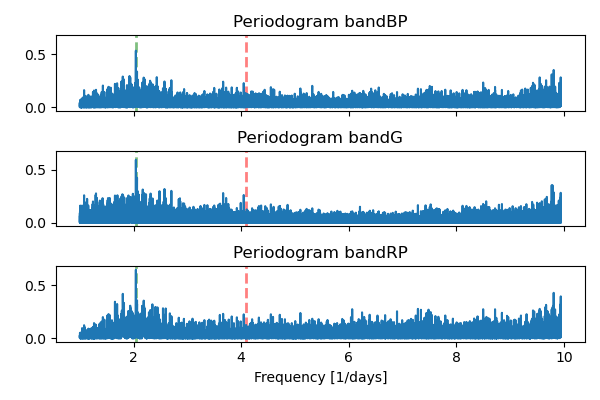 Periodogram bandBP
0.5
0.0
Periodogram bandG
0.5
0.0
Periodogram bandRP
0.5
0.0
2 4 6 8 10
Frequency [1/days]